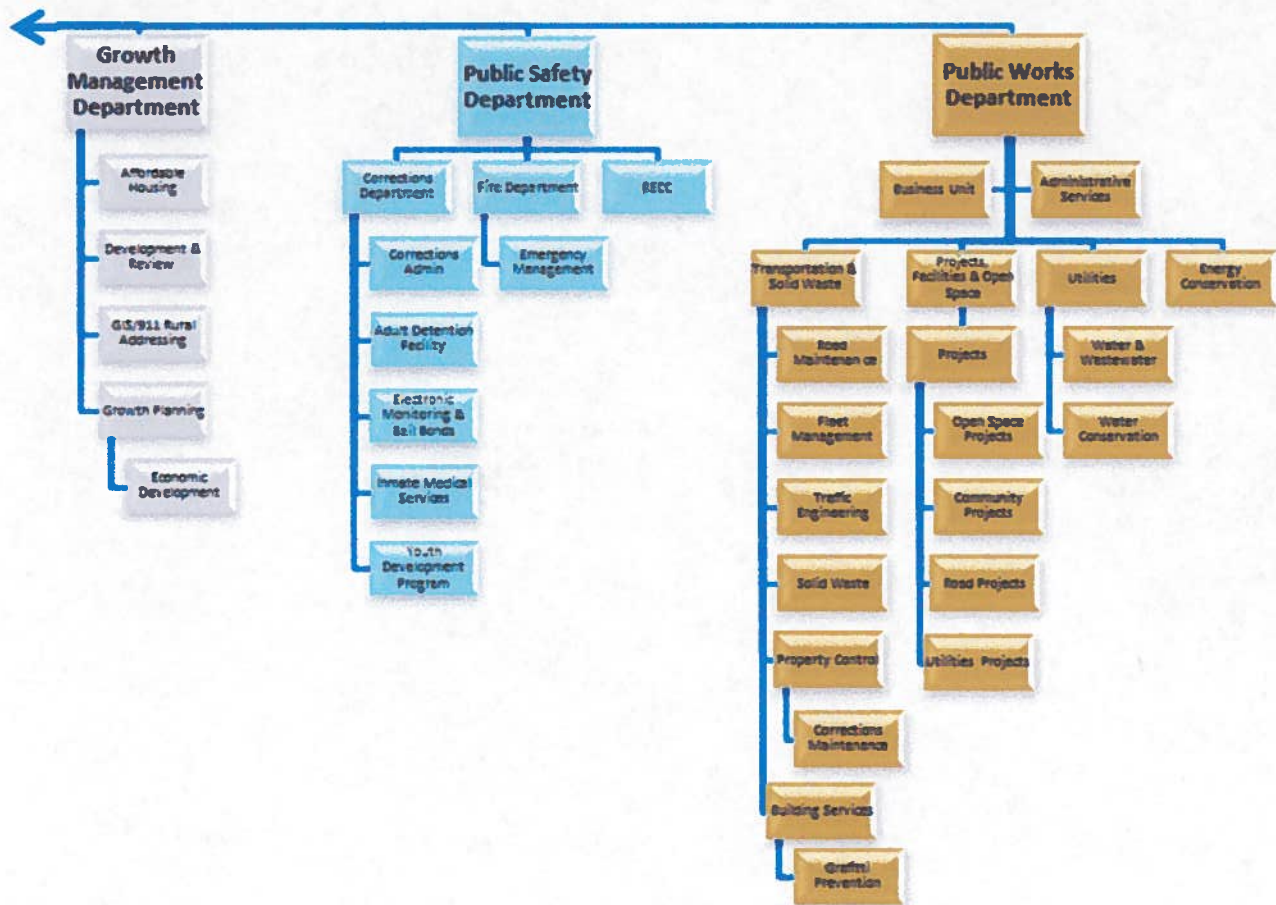 Growth
Management
Department
Affordable
Housing
Development &
Review
GIS/911 Rural
Addressing
Growth Planning
Economic
Development
Public Safety
Department
Corrections
Department
Fire Department
RECC
Corrections
Admin
Emergency
Management
Adult Detention
Facility
Electronic
Monitoring &
Bail Bonds
Inmate Medical
Services
Youth
Development
Program
Public Works
Department
Business Unit
Administrative
Services
Transportation &
Solid Waste
Projects,
Facilities & Open
Space
Utilities
Energy
Conservation
Road
Maintenance
Fleet
Management
Traffic
Engineering
Solid Waste
Property Control
Corrections
Maintenance
Building Services
Graffiti
Prevention
Projects
Open Space
Projects
Community
Projects
Road Projects
Utilities Projects
Water &
Wastewater
Water
Conservation